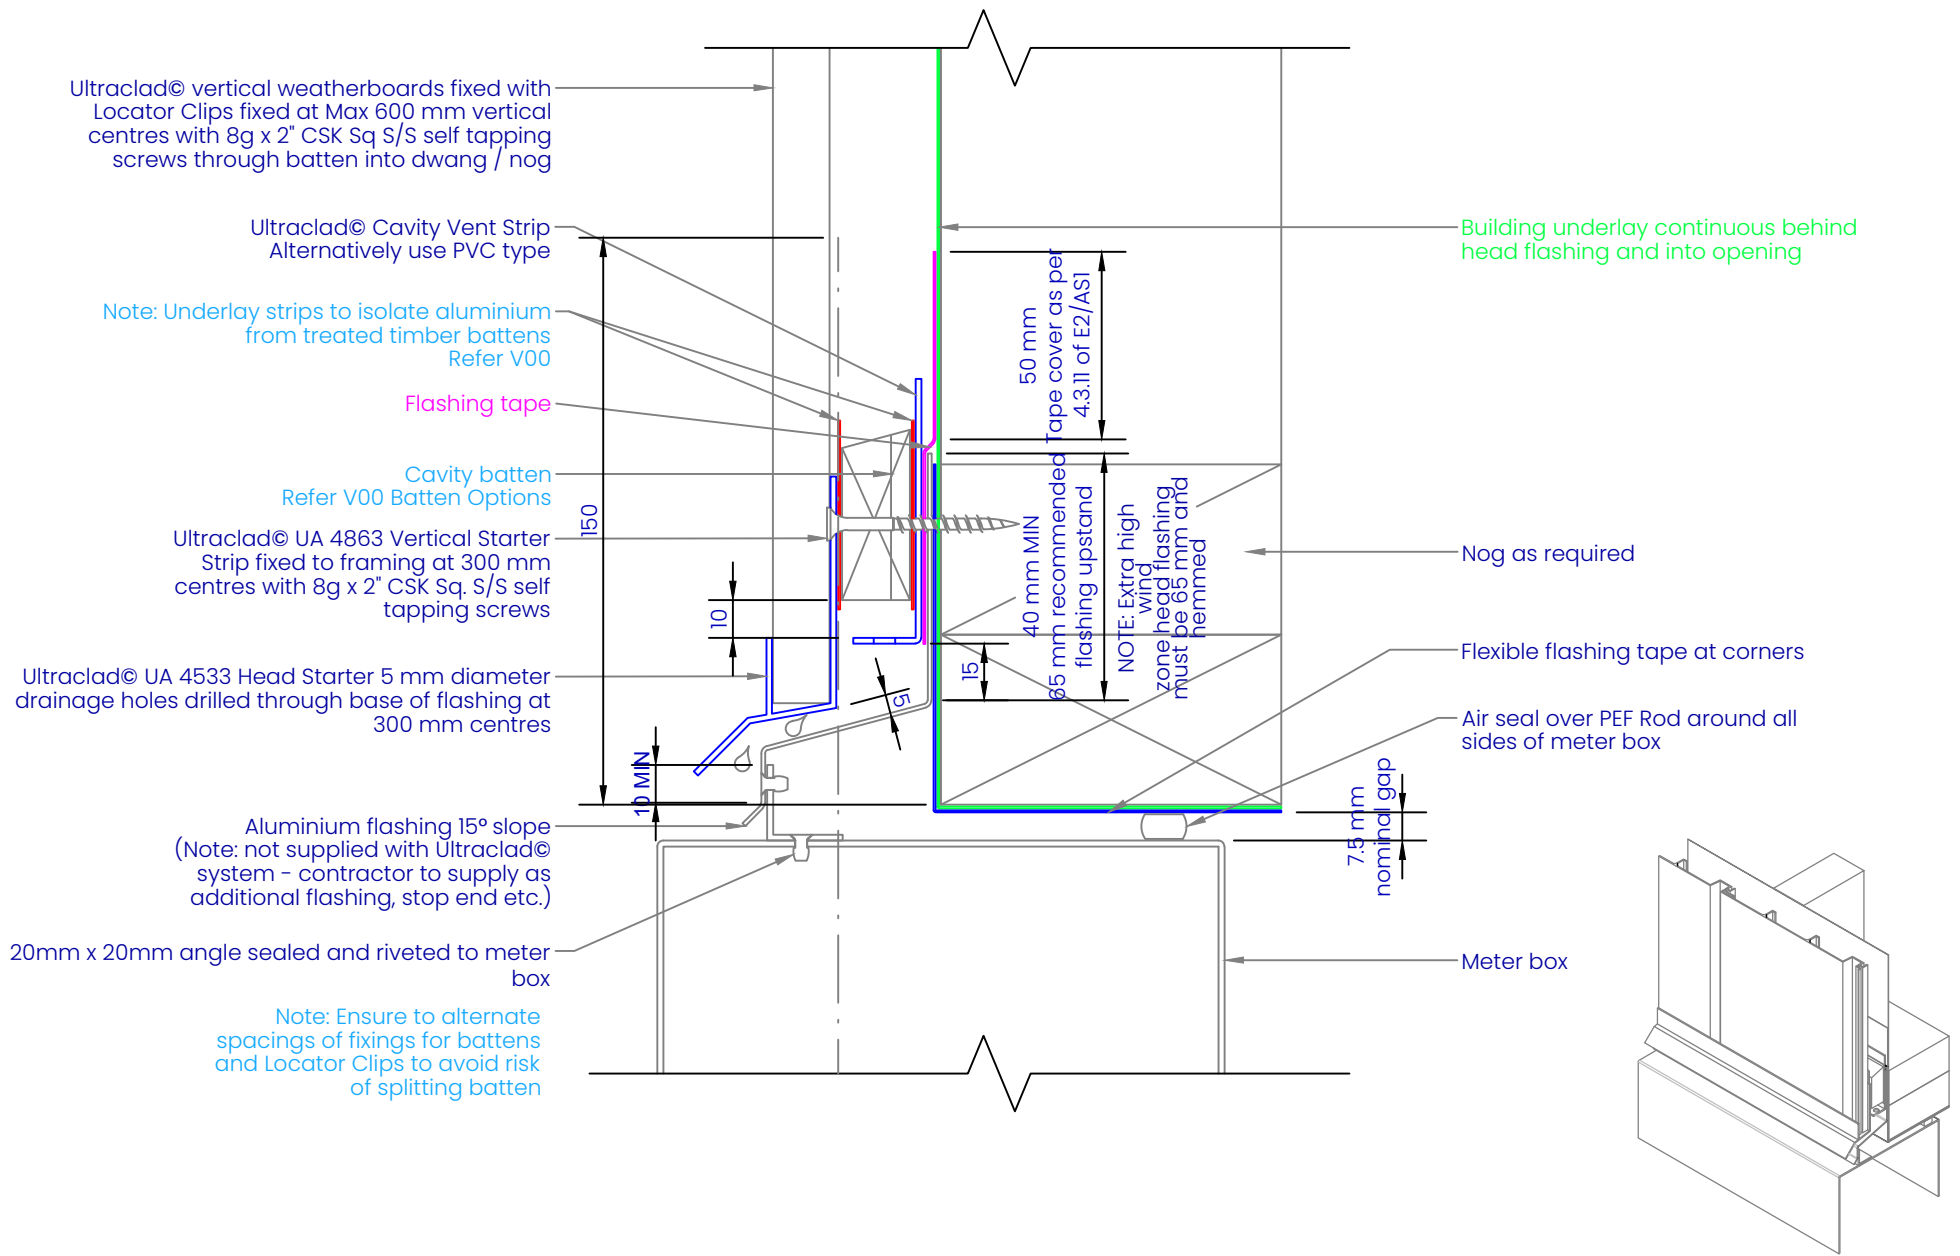 Ultraclad© vertical weatherboards fixed with
Locator Clips fixed at Max 600 mm vertical
centres with 8g x 2" CSK Sq S/S self tapping
screws through batten into dwang / nog
Ultraclad© Cavity Vent Strip
Alternatively use PVC type
Note: Underlay strips to isolate aluminium
from treated timber battens
Refer V00
Flashing tape
Cavity batten
Refer V00 Batten Options
Ultraclad© UA 4863 Vertical Starter
Strip fixed to framing at 300 mm
centres with 8g x 2" CSK Sq. S/S self
tapping screws
Ultraclad© UA 4533 Head Starter 5 mm diameter
drainage holes drilled through base of flashing at
300 mm centres
Aluminium flashing 15° slope
(Note: not supplied with Ultraclad©
system - contractor to supply as
additional flashing, stop end etc.)
20mm x 20mm angle sealed and riveted to meter
box
Note: Ensure to alternate
spacings of fixings for battens
and Locator Clips to avoid risk
of splitting batten
150
10
10 MIN
5
15
50 mm
Tape cover as per
4.3.11 of E2/AS1
40 mm MIN
65 mm recommended
flashing upstand
NOTE: Extra high
wind
zone head flashing
must be 65 mm and
hemmed
7.5 mm
nominal gap
Building underlay continuous behind
head flashing and into opening
Nog as required
Flexible flashing tape at corners
Air seal over PEF Rod around all
sides of meter box
Meter box